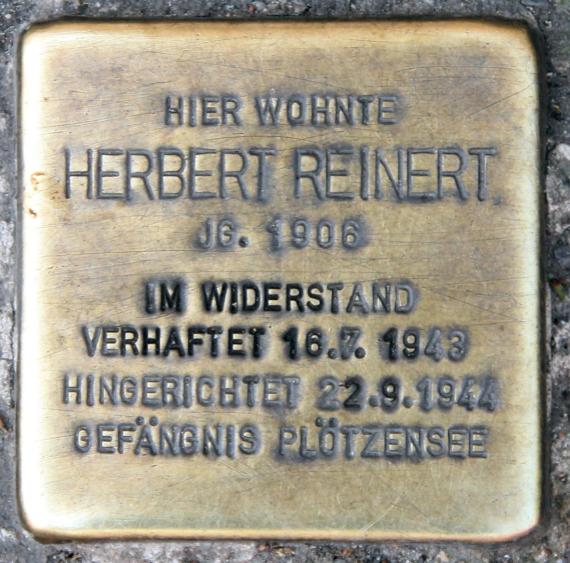 HIER WOHNTE
HERBERT REINERT
JG. 1906
IM WIDERSTAND
VERHAFTET 16.7. 1943
HINGERICHTET 22.9.1944
GEFÄNGNIS PLÖTZENSEE